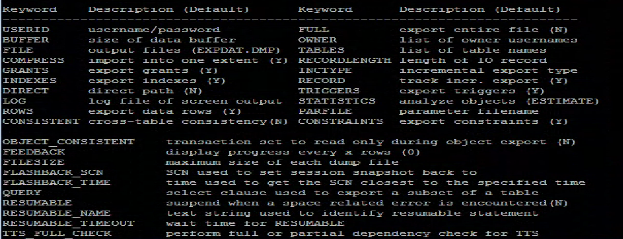 Keyword Description (Default) Keyword Description (Default)
USERID username/password FULL export entire file (N)
BUFFER size of data buffer OWNER list of owner usernames
FILE output files (EXPDAT.DMP) TABLES list of table names
COMPRESS import into one extent (Y) RECORDLENGTH length of IO record
GRANTS export grants (Y) INCTYPE incremental export type
INDEXES export indexes (Y) RECORD track incr. export (Y)
DIRECT direct path (N) TRIGGERS export triggers (Y)
LOG log file of screen output STATISTICS analyze objects (ESTIMATE)
ROWS export data rows (Y) PARFILE parameter filename
CONSISTENT cross-table consistency(N) CONSTRAINTS export constraints (Y)
OBJECT_CONSISTENT transaction set to read only during object export (N)
FEEDBACK display progress every x rows (0)
FILESIZE maximum size of each dump file
FLASHBACK_SCN SCN used to set session snapshot back to
FLASHBACK_TIME time used to get the SCN closest to the specified time
QUERY select clause used to export a subset of a table
RESUMABLE suspend when a space related error is encountered(N)
RESUMABLE_NAME text string used to identify resumable statement
RESUMABLE_TIMEOUT wait time for RESUMABLE
TTS_FULL_CHECK perform full or partial dependency check for TTS